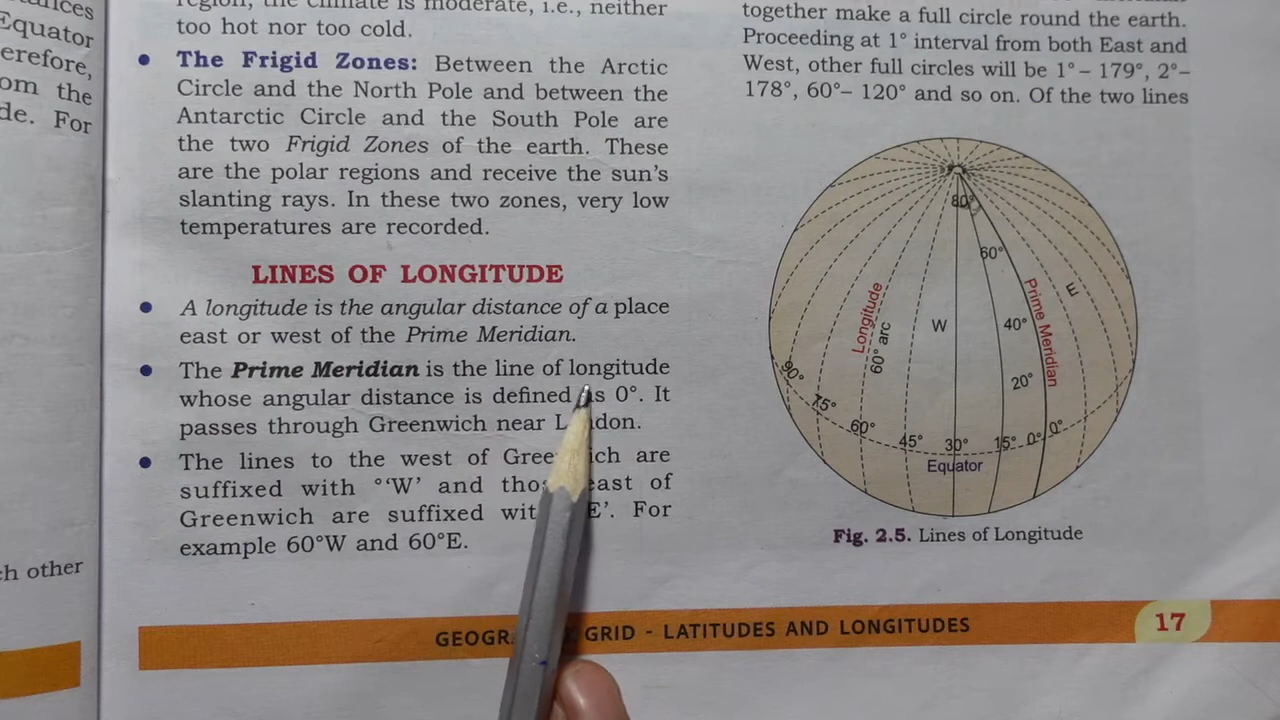 Equator
erefore,
om the
de. For
ch other
region, the climate is moderate, i.e., neither
too hot nor too cold.
• The Frigid Zones: Between the Arctic
Circle and the North Pole and between the
Antarctic Circle and the South Pole are
the two Frigid Zones of the earth. These
are the polar regions and receive the sun's
slanting rays. In these two zones, very low
temperatures are recorded.
LINES OF LONGITUDE
• A longitude is the angular distance of a place
east or west of the Prime Meridian.
• The Prime Meridian is the line of longitude
whose angular distance is defined as 0°. It
passes through Greenwich near London.
• The lines to the west of Greenwich are
suffixed with °'W' and those east of
Greenwich are suffixed with E'. For
example 60°W and 60°E.
together make a full circle round the earth.
Proceeding at 1° interval from both East and
West, other full circles will be 1°– 179°, 2°–
178°, 60°– 120° and so on. Of the two lines
80°
60°
Longitude
60° arc
W
40°
Prime Meridian
E
20°
90°
75°
60°
45°
30°
15°
0°
0°
Equator
Fig. 2.5. Lines of Longitude
GRID - LATITUDES AND LONGITUDES
17